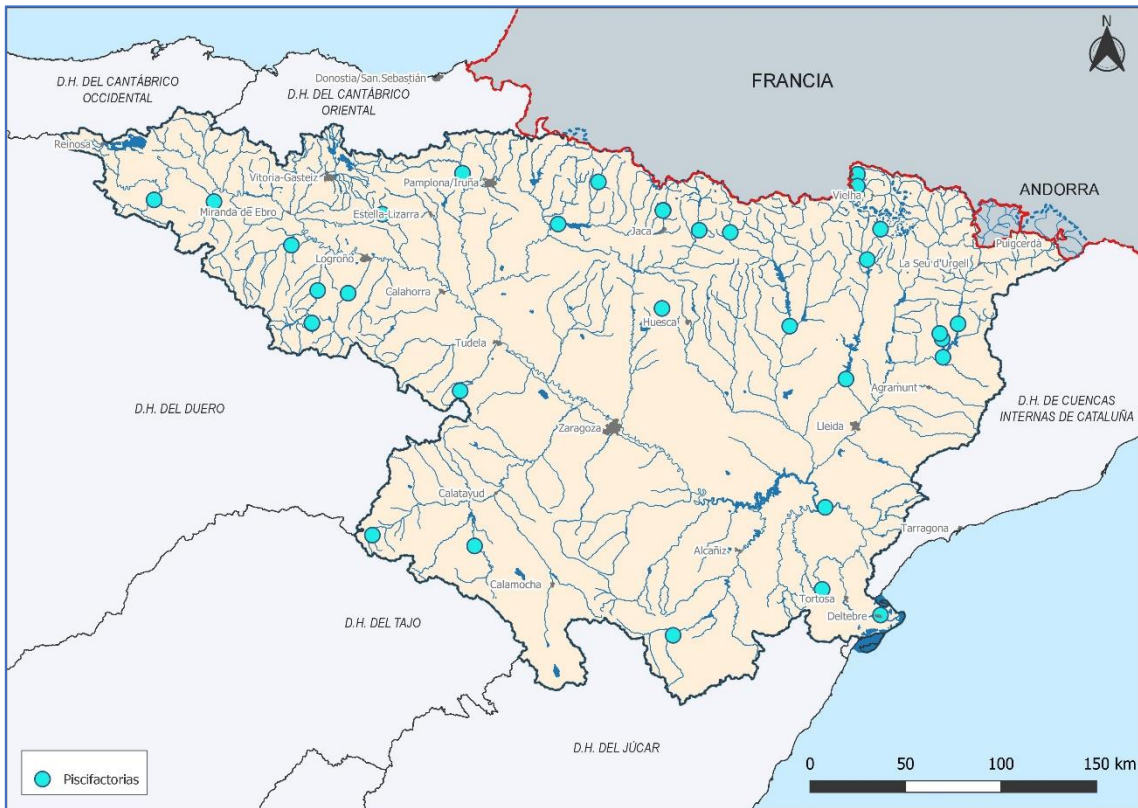 N
FRANCIA
Donostia/San.Sebastián
D.H. DEL CANTÁBRICO
OCCIDENTAL
D.H. DEL CANTÁBRICO
ORIENTAL
Reinosa
Vitoria-Gasteiz
Pamplona/Iruña
Vielha
ANDORRA
Miranda de Ebro
Estella-Lizarra
Jaca
Puigcerdà
Logroño
La Seu d'Urgell
Calahorra
Huesca
Tudela
Agramunt
D.H. DEL DUERO
D.H. DE CUENCAS
INTERNAS DE CATALUÑA
Zaragoza
Lleida
Calatayud
Tarragona
Alcañiz
Calamocha
Tortosa
Deltebre
D.H. DEL TAJO
D.H. DEL JÚCAR
Piscifactorias
0 50 100 150 km